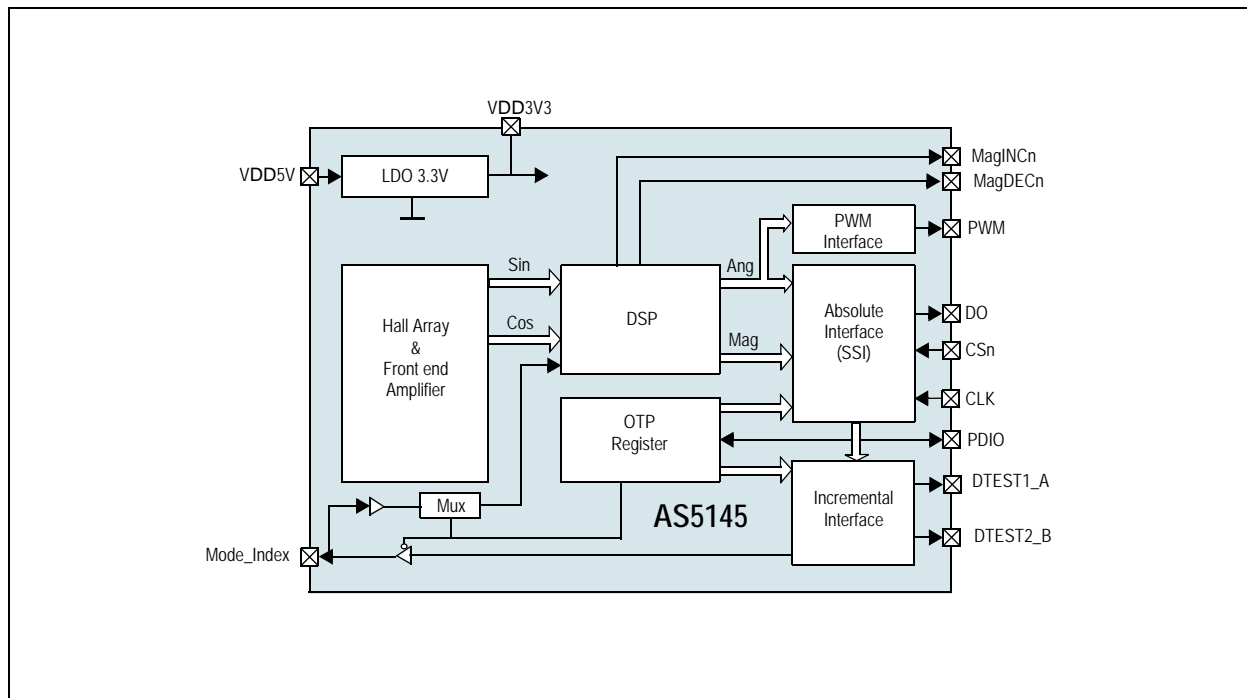 VDD3V3
VDD5V
LDO 3.3V
MagINCn
MagDECn
PWM
Interface
PWM
Sin
Ang
Hall Array
&
Front end
Amplifier
Cos
DSP
Mag
Absolute
Interface
(SSI)
DO
CSn
CLK
OTP
Register
PDIO
Mux
AS5145
Incremental
Interface
DTEST1_A
DTEST2_B
Mode_Index